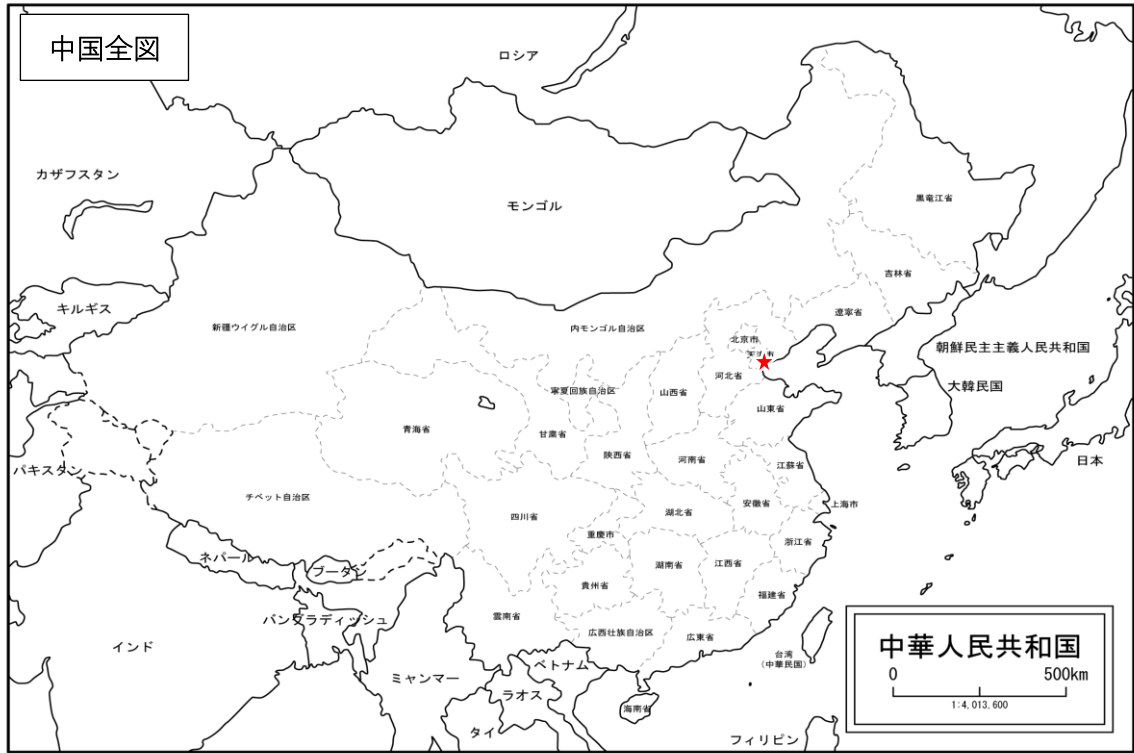 中国全図
ロシア
カザフスタン
モンゴル
黒竜江省
吉林省
キルギス
遼寧省
新疆ウイグル自治区
内モンゴル自治区
北京市
朝鮮民主主義人民共和国
河北省
大韓民国
寧夏回族自治区
山西省
山東省
青海省
甘粛省
陝西省
河南省
江蘇省
日本
パキスタン
チベット自治区
四川省
湖北省
安徽省
上海市
重慶市
浙江省
ネパール
ブータン
湖南省
江西省
貴州省
福建省
バングラディッシュ
雲南省
広西壮族自治区
広東省
インド
台湾
(中華民国)
ベトナム
ミャンマー
ラオス
海南省
タイ
フィリピン
中華人民共和国
0 500km
1:4,013,600